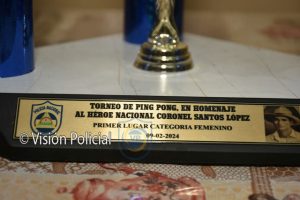 TORNEO DE PING PONG, EN HOMENAJE
AL HÉROE NACIONAL CORONEL SANTOS LÓPEZ
PRIMER LUGAR CATEGORIA FEMENINO
09-02-2024
© Visión Policial